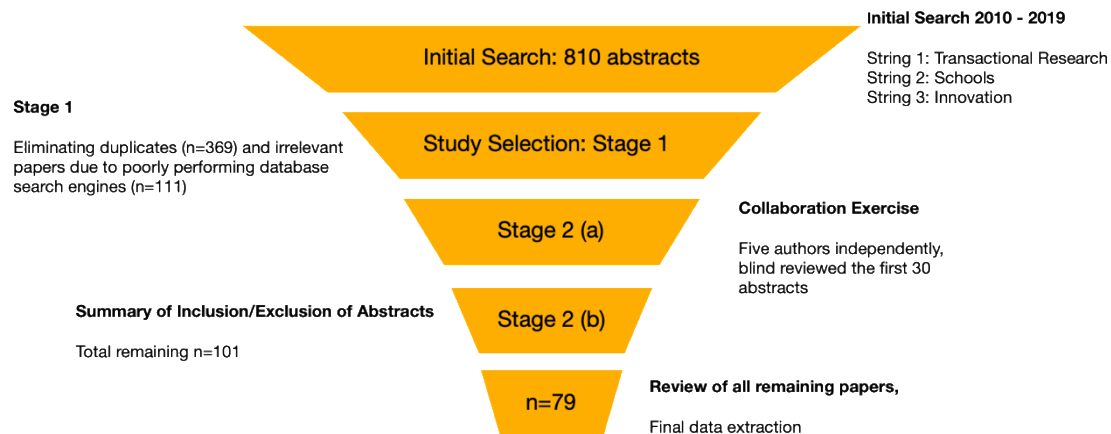 Initial Search: 810 abstracts
Initial Search 2010 - 2019
String 1: Transactional Research
String 2: Schools
String 3: Innovation
Stage 1
Eliminating duplicates (n=369) and irrelevant
papers due to poorly performing database
search engines (n=111)
Study Selection: Stage 1
Stage 2 (a)
Collaboration Exercise
Five authors independently,
blind reviewed the first 30
abstracts
Summary of Inclusion/Exclusion of Abstracts
Total remaining n=101
Stage 2 (b)
n=79
Review of all remaining papers,
Final data extraction